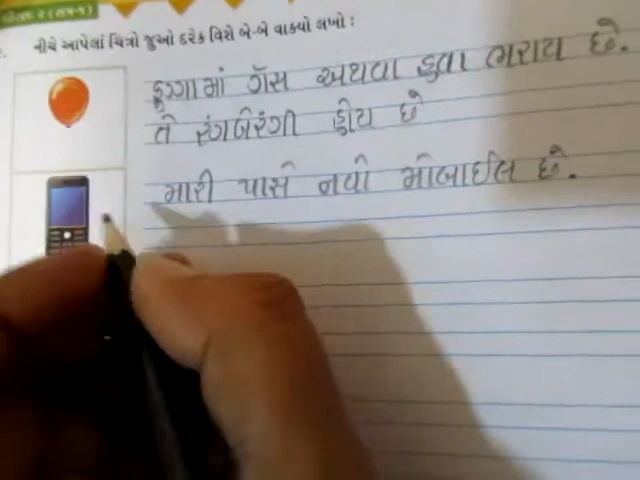 નીચે આપેલાં ચિત્રો જુઓ દરેક વિશે બે-બે વાક્યો લખો :
ફુગ્ગામાં ગૅસ અથવા હવા ભરાય છે.
તે રંગબેરંગી હોય છે
મારી પાસે નવો મોબાઈલ છે.